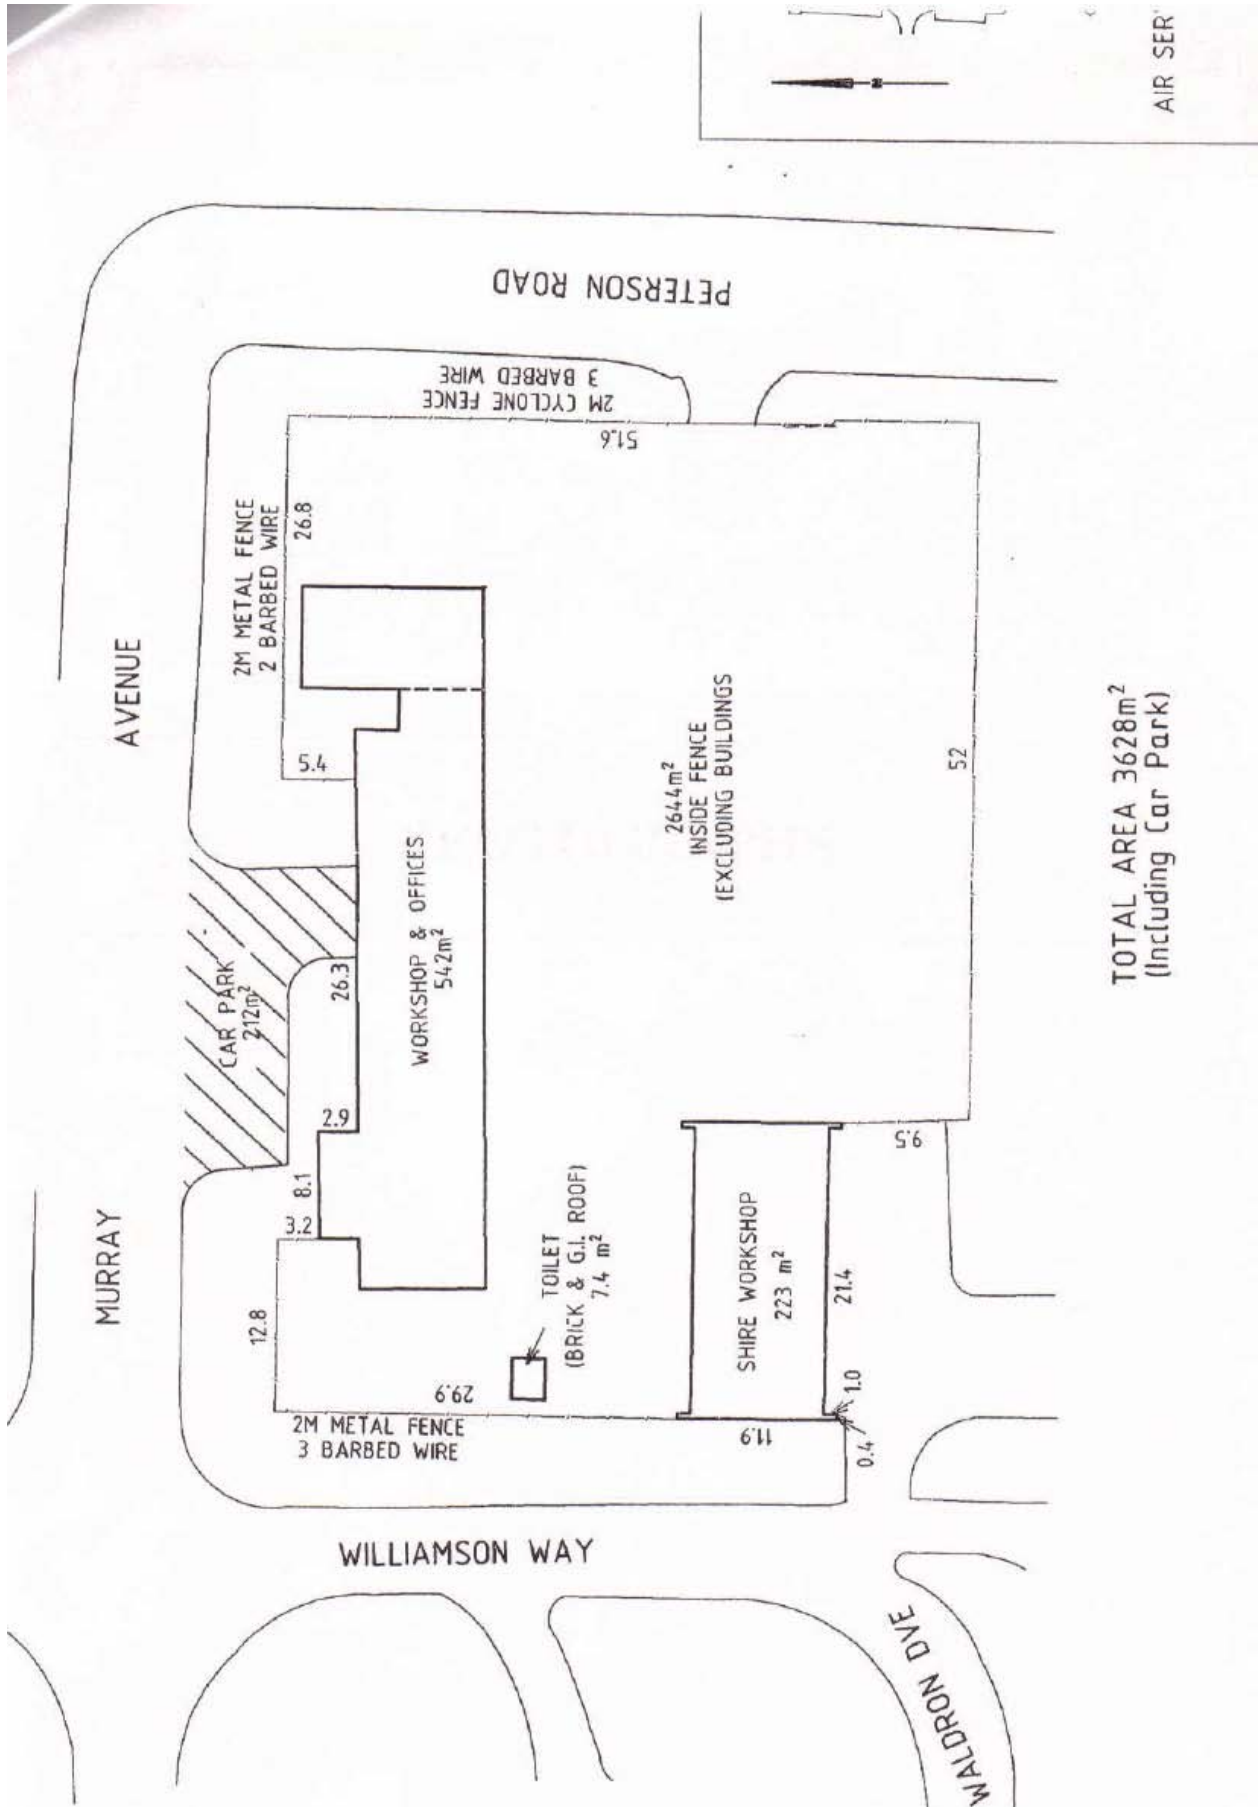 AIR SER
N
PETERSON ROAD
2M CYCLONE FENCE
3 BARBED WIRE
51.6
2M METAL FENCE
2 BARBED WIRE
26.8
MURRAY AVENUE
5.4
CAR PARK
212m²
26.3
WORKSHOP & OFFICES
542m²
2644m²
INSIDE FENCE
(EXCLUDING BUILDINGS
52
TOTAL AREA 3628m²
(Including Car Park)
2.9
8.1
3.2
12.8
TOILET
(BRICK & G.I. ROOF)
7.4 m²
9.5
SHIRE WORKSHOP
223 m²
21.4
1.0
0.4
11.9
29.9
2M METAL FENCE
3 BARBED WIRE
WILLIAMSON WAY
WALDRON DVE